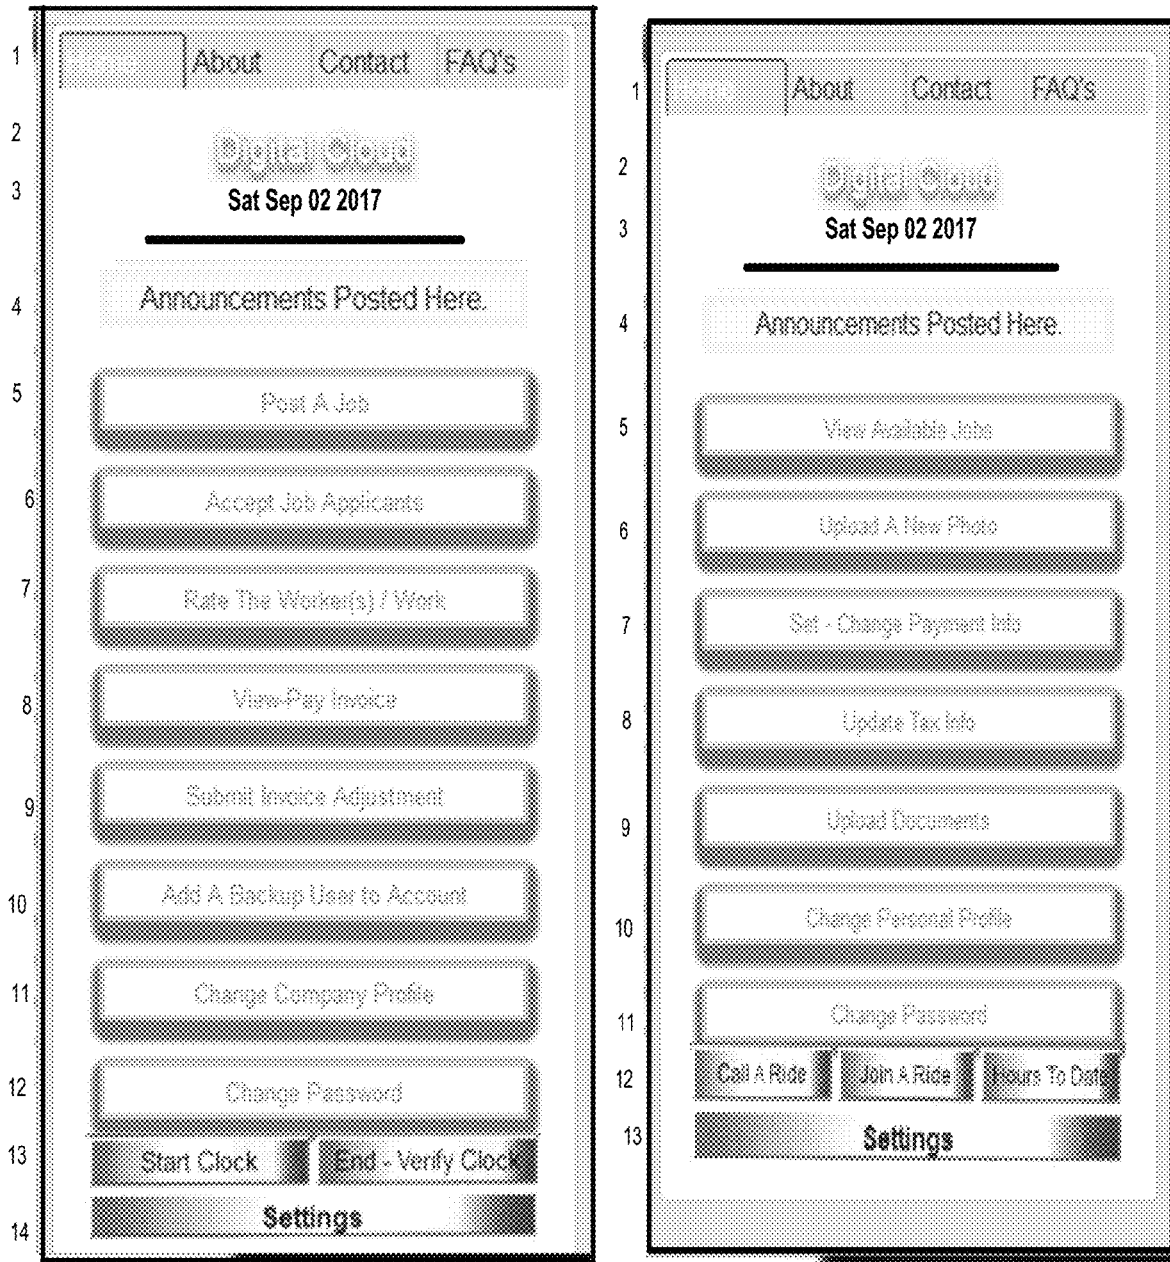 1 About Contact FAQ's
2 Digital Cloud
3 Sat Sep 02 2017
4 Announcements Posted Here.
5 Post A Job
6 Accept Job Applicants
7 Rate The Worker(s) / Work
8 View-Pay Invoice
9 Submit Invoice Adjustment
10 Add A Backup User to Account
11 Change Company Profile
12 Change Password
13 Start Clock End - Verify Clock
14 Settings
1 About Contact FAQ's
2 Digital Cloud
3 Sat Sep 02 2017
4 Announcements Posted Here.
5 View Available Jobs
6 Upload A New Photo
7 Set - Change Payment Info
8 Update Tax Info
9 Upload Documents
10 Change Personal Profile
11 Change Password
12 Call A Ride Join A Ride Hours To Date
13 Settings